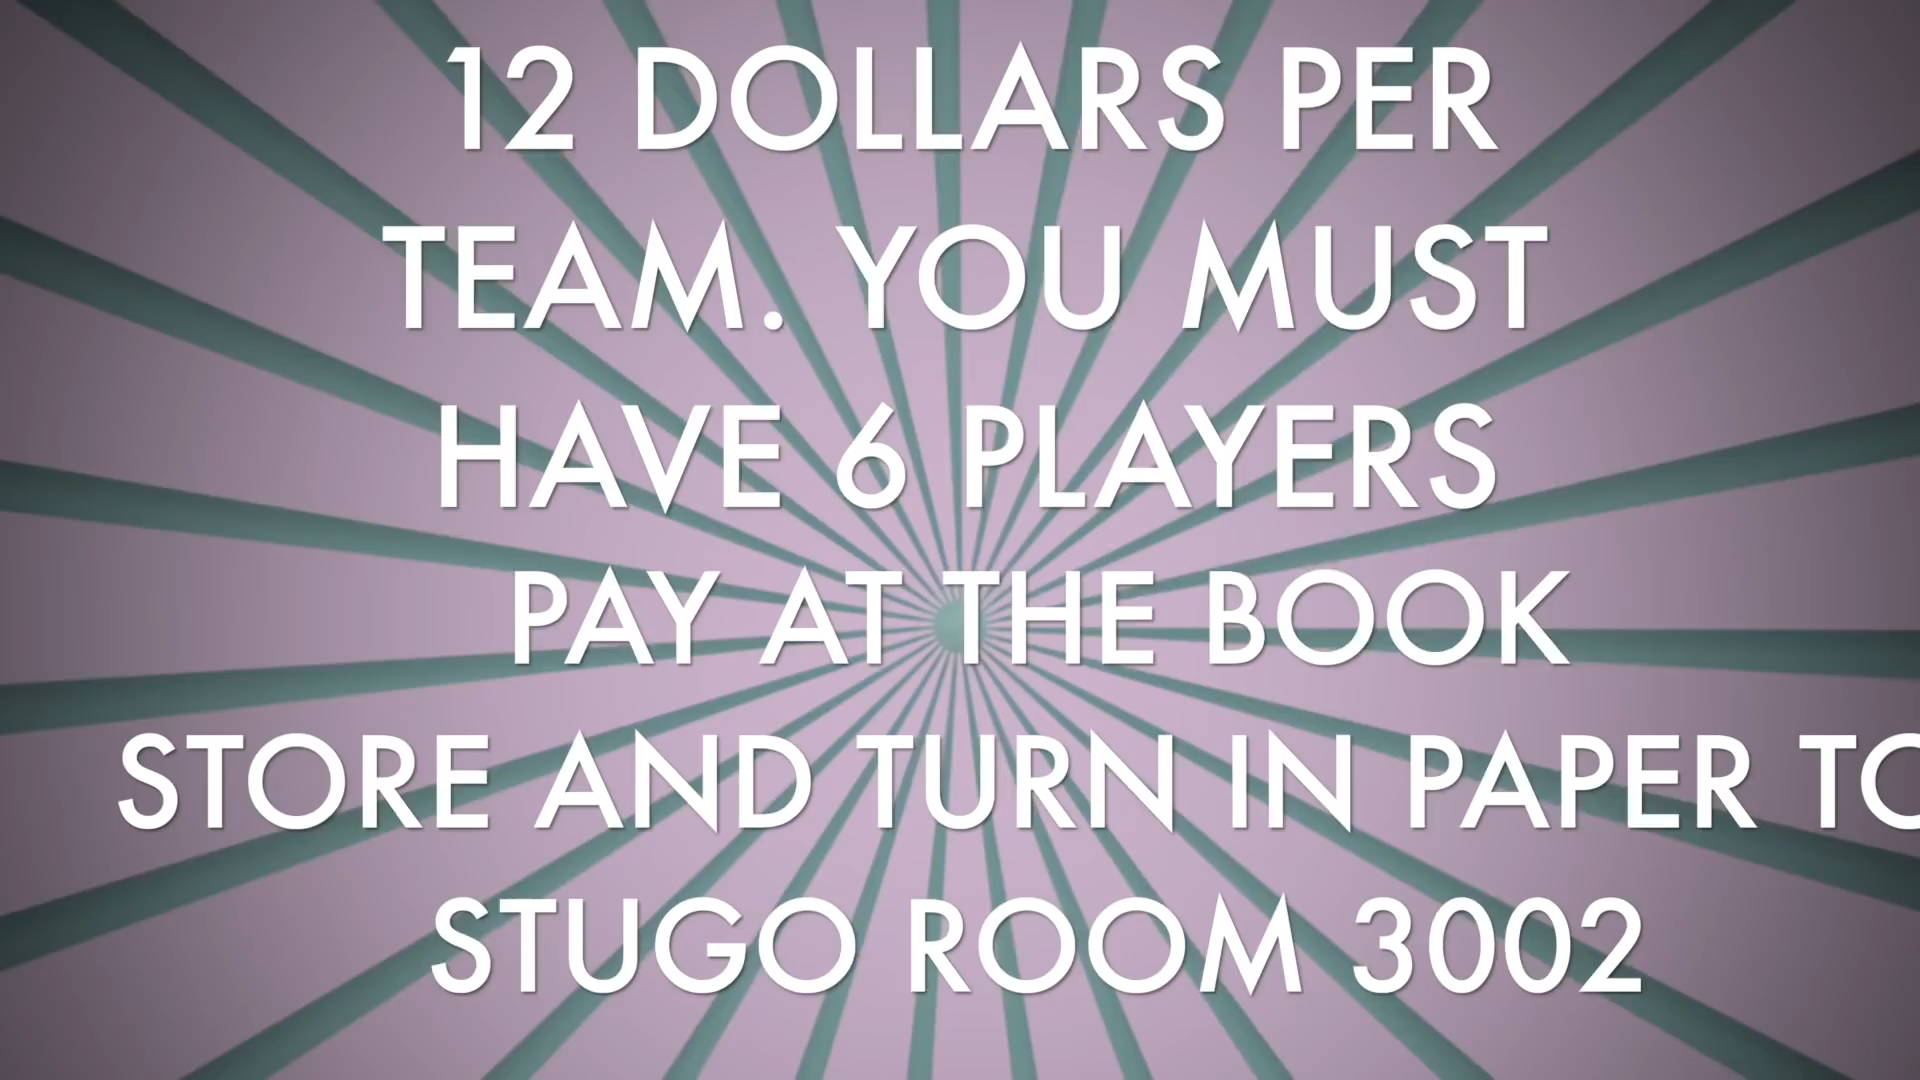 12 DOLLARS PER
TEAM. YOU MUST
HAVE 6 PLAYERS
PAY AT THE BOOK
STORE AND TURN IN PAPER TO
STUGO ROOM 3002